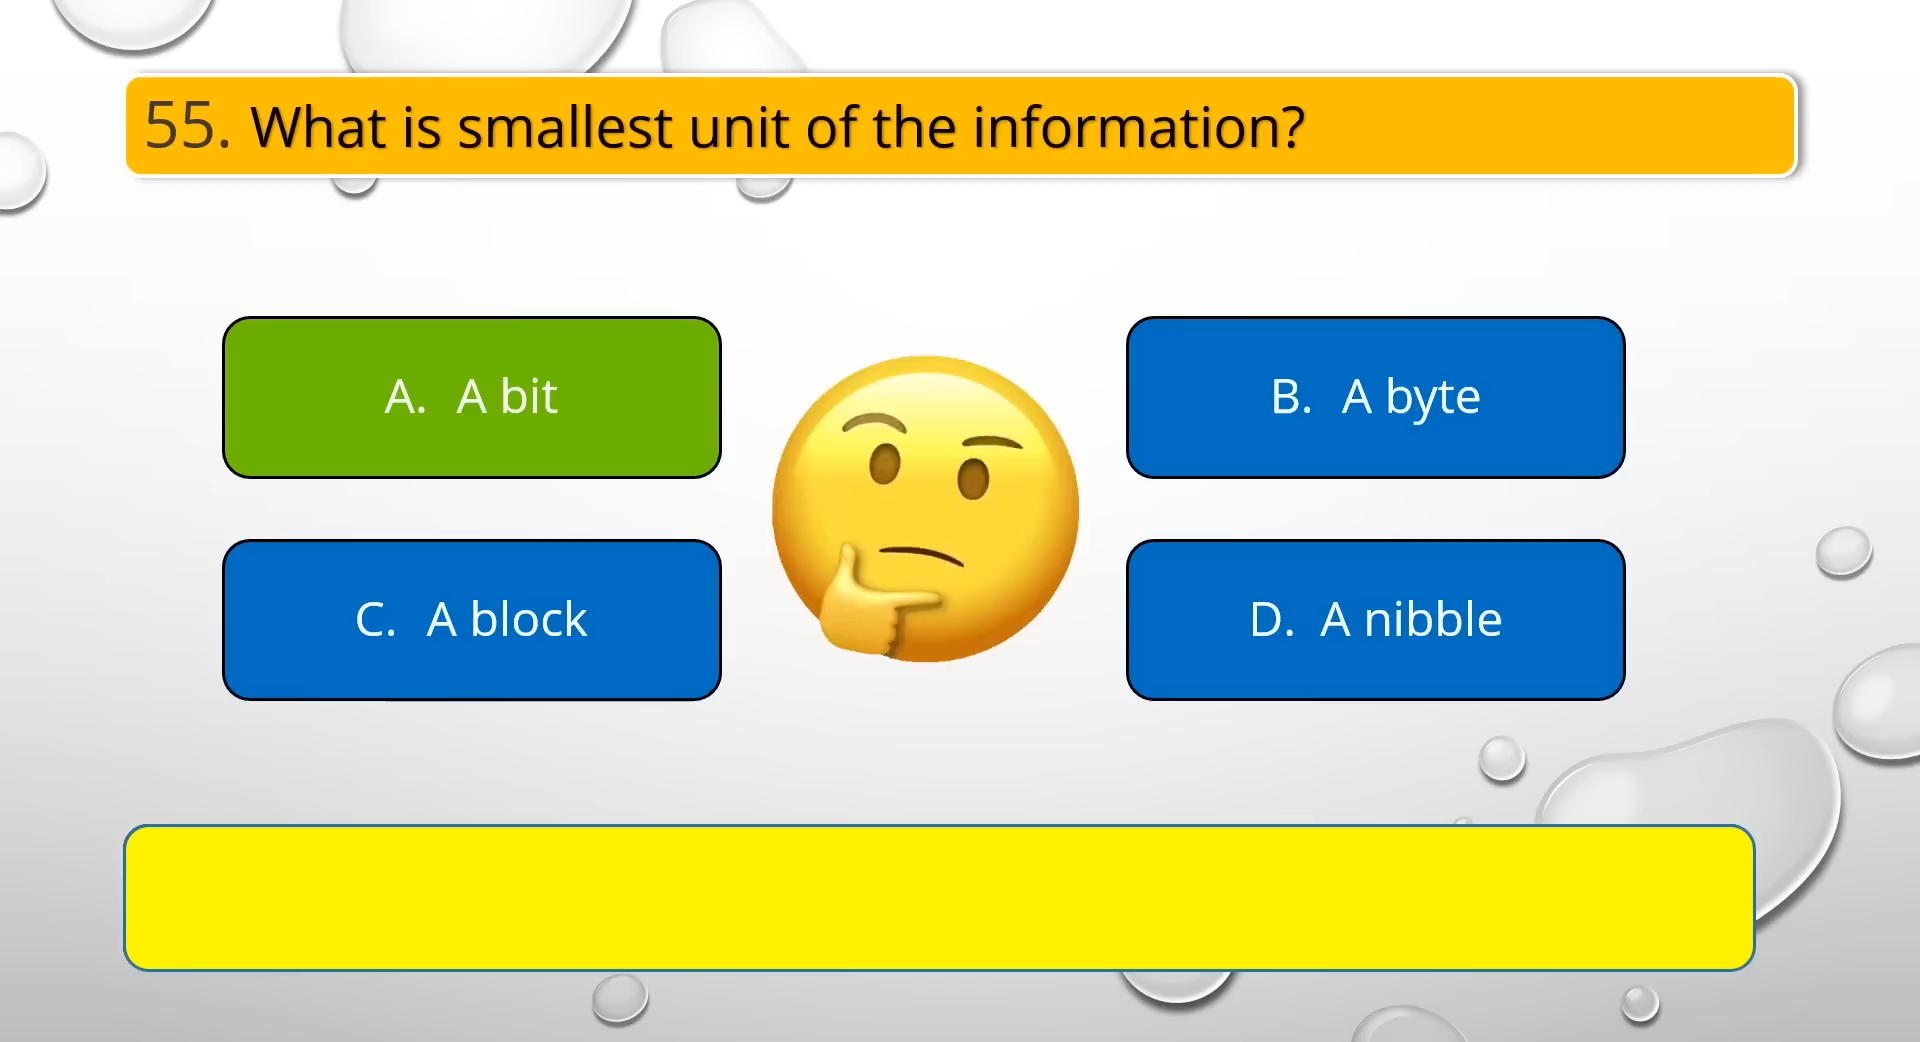 55. What is smallest unit of the information?
A. A bit
B. A byte
C. A block
D. A nibble